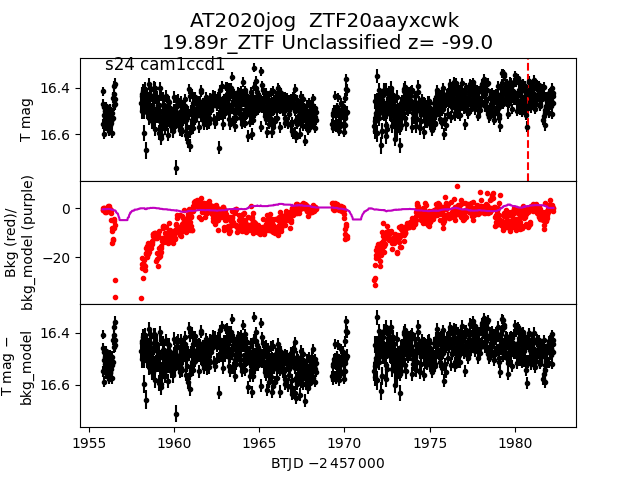 AT2020jog  ZTF20aayxcwk
19.89r_ZTF Unclassified z= -99.0
s24 cam1ccd1
16.4
16.6
T mag
0
−20
Bkg (red)/
bkg_model (purple)
16.4
16.6
T mag −
bkg_model
1955 1960 1965 1970 1975 1980
BTJD −2 457 000